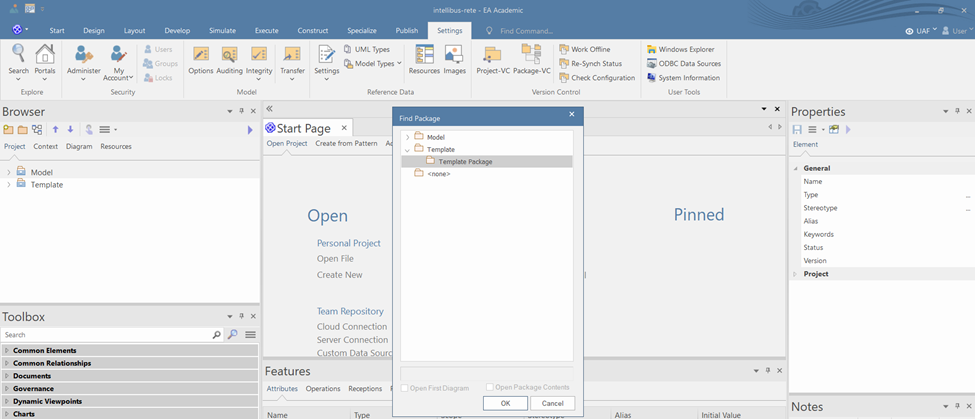 intellibus-rete - EA Academic
Start Design Layout Develop Simulate Execute Construct Specialize Publish Settings Find Command... UAF User
Search Portals Administer My Account Users Groups Locks Options Auditing Integrity Transfer Settings UML Types Model Types Resources Images Project-VC Package-VC Work Offline Re-Synch Status Check Configuration Windows Explorer ODBC Data Sources System Information
Explore Security Model Reference Data Version Control User Tools
Browser
Project Context Diagram Resources
Model
Template
Toolbox
Search
Common Elements
Common Relationships
Documents
Governance
Dynamic Viewpoints
Charts
Start Page
Open Project Create from Pattern
Open
Personal Project
Open File
Create New
Team Repository
Cloud Connection
Server Connection
Custom Data Sourc
Pinned
Find Package
Model
Template
Template Package
<none>
Open First Diagram Open Package Contents
OK Cancel
Features
Attributes Operations Receptions
Name Type Scope Stereotype Alias Initial Value
Properties
Element
General
Name
Type
Stereotype
Alias
Keywords
Status
Version
Project
Notes